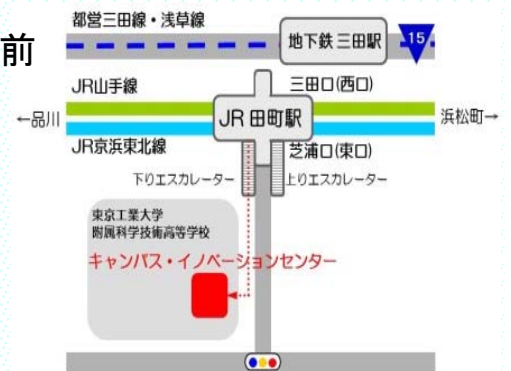 都営三田線・浅草線
前
地下鉄 三田駅
15
JR山手線
三田口(西口)
←品川
JR 田町駅
浜松町→
JR京浜東北線
芝浦口(東口)
下りエスカレーター
上りエスカレーター
東京工業大学
附属科学技術高等学校
キャンパス・イノベーションセンター